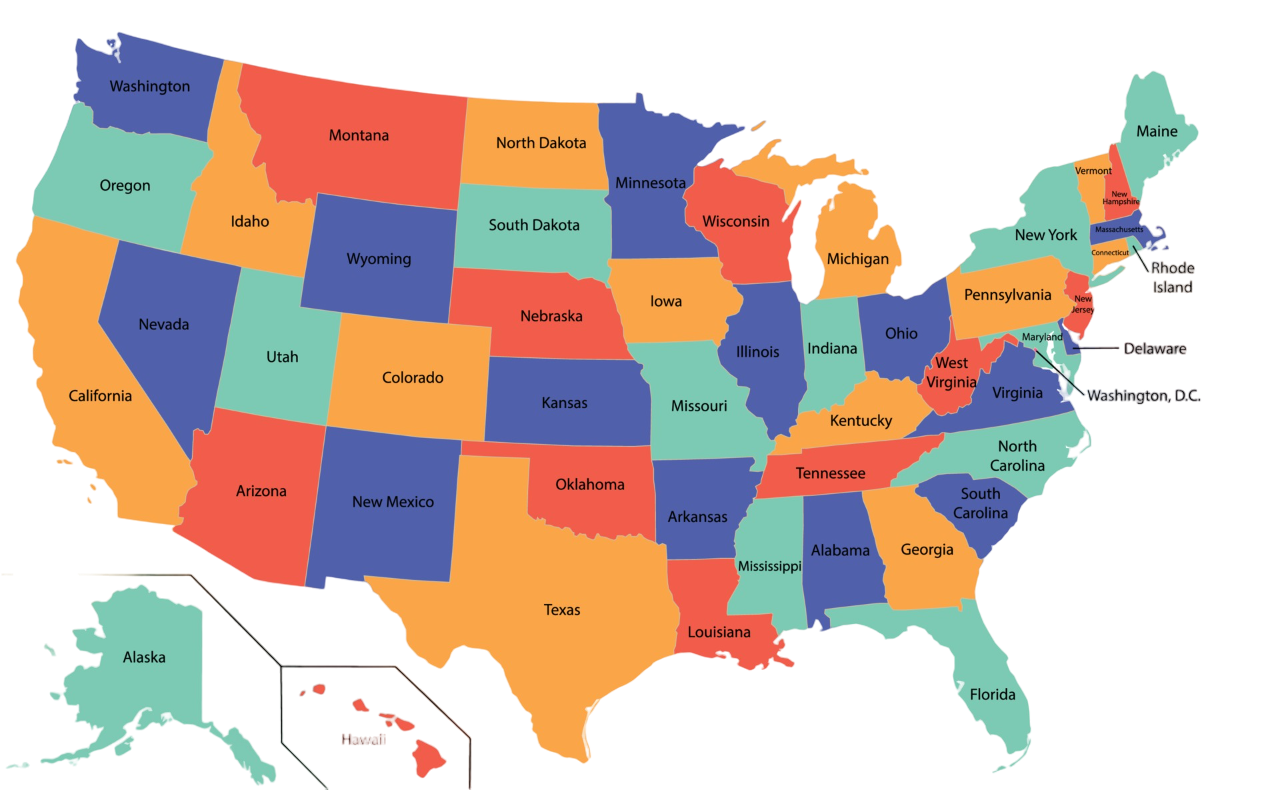 Washington
Montana
North Dakota
Minnesota
Maine
Vermont
New
Hampshire
Oregon
Idaho
Wyoming
South Dakota
Wisconsin
Michigan
New York
Massachusetts
Connecticut
Rhode
Island
Nevada
Utah
Colorado
Nebraska
Iowa
Illinois
Indiana
Ohio
Pennsylvania
New
Jersey
Maryland
Delaware
Washington, D.C.
West
Virginia
Virginia
California
Kansas
Missouri
Kentucky
North
Carolina
Tennessee
Arizona
New Mexico
Oklahoma
Arkansas
South
Carolina
Mississippi
Alabama
Georgia
Texas
Louisiana
Florida
Alaska
Hawaii